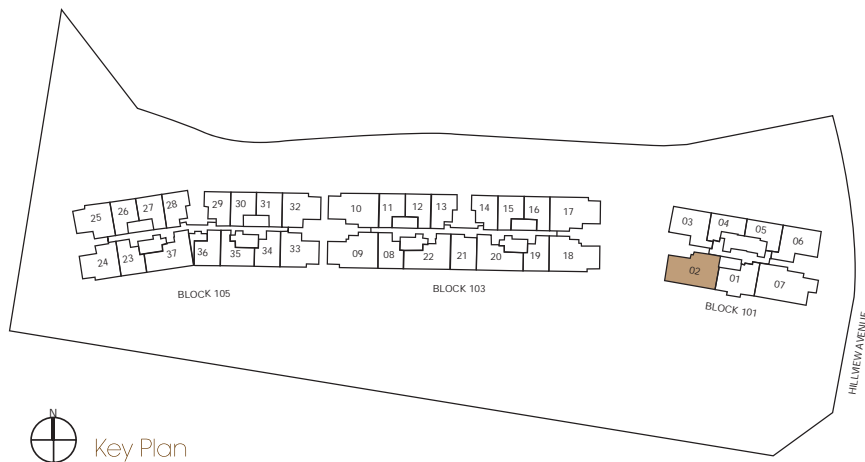 29 30 31 32
10 11 12 13
14 15 16 17
25 26 27 28
03 04 05 06
24 23 37 36 35 34 33
09 08 22 21 20 19 18
02 01 07
BLOCK 105
BLOCK 103
BLOCK 101
HILLVIEW AVENUE
N
Key Plan